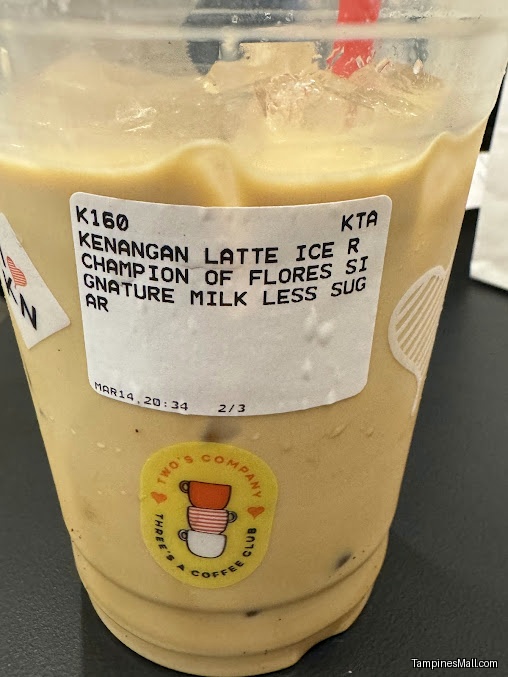 K160 KTA
KENANGAN LATTE ICE R
CHAMPION OF FLORES SI
GNATURE MILK LESS SUG
AR
MAR14,20:34 2/3
TWO'S COMPANY
THREE'S A COFFEE CLUB
TampinesMall.com